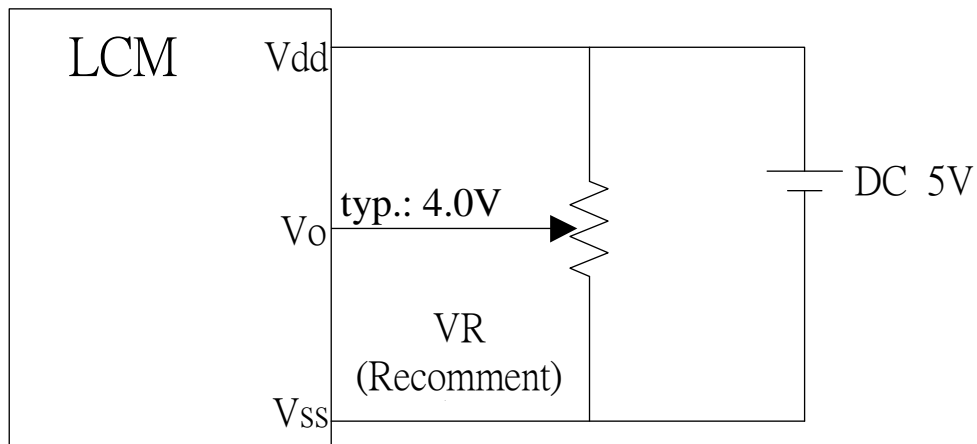 LCM
Vdd
DC 5V
typ.: 4.0V
Vo
VR
(Recomment)
Vss